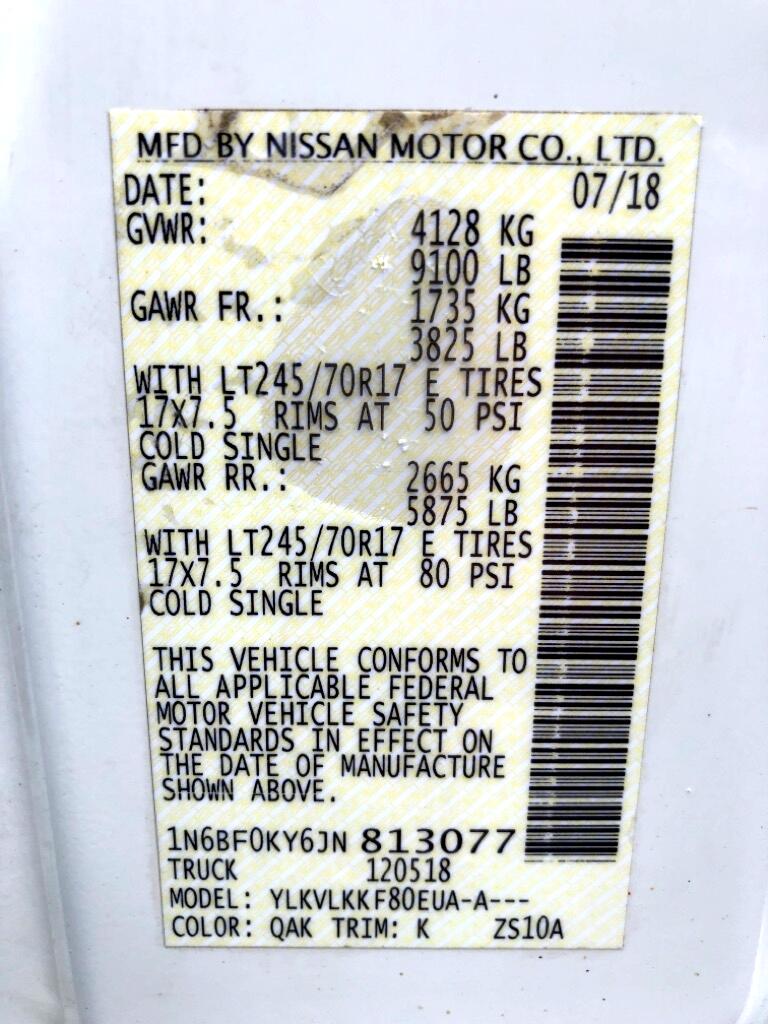 MFD BY NISSAN MOTOR CO., LTD.
DATE: 07/18
GVWR: 4128 KG
9100 LB
GAWR FR.: 1735 KG
3825 LB
WITH LT245/70R17 E TIRES
17X7.5 RIMS AT 50 PSI
COLD SINGLE
GAWR RR.: 2665 KG
5875 LB
WITH LT245/70R17 E TIRES
17X7.5 RIMS AT 80 PSI
COLD SINGLE
THIS VEHICLE CONFORMS TO
ALL APPLICABLE FEDERAL
MOTOR VEHICLE SAFETY
STANDARDS IN EFFECT ON
THE DATE OF MANUFACTURE
SHOWN ABOVE.
1N6BF0KY6JN 813077
TRUCK 120518
MODEL: YLKVLKKF80EUA-A---
COLOR: QAK TRIM: K ZS10A